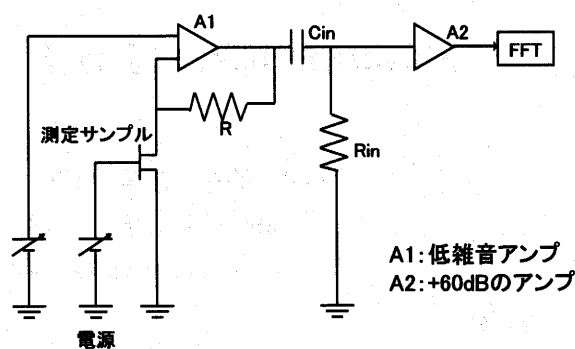 A1
Cin
A2
FFT
測定サンプル
R
Rin
A1:低雑音アンプ
A2:+60dBのアンプ
電源